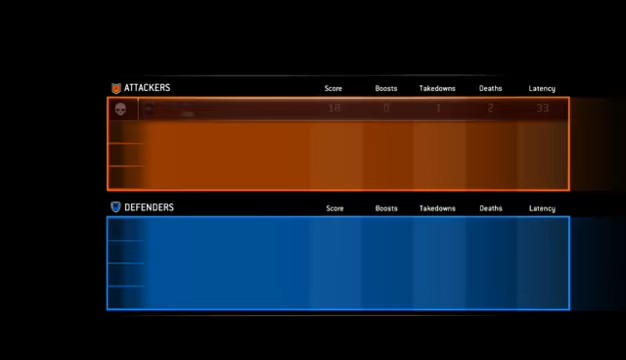 ATTACKERS Score Boosts Takedowns Deaths Latency
18 0 1 2 33
DEFENDERS Score Boosts Takedowns Deaths Latency